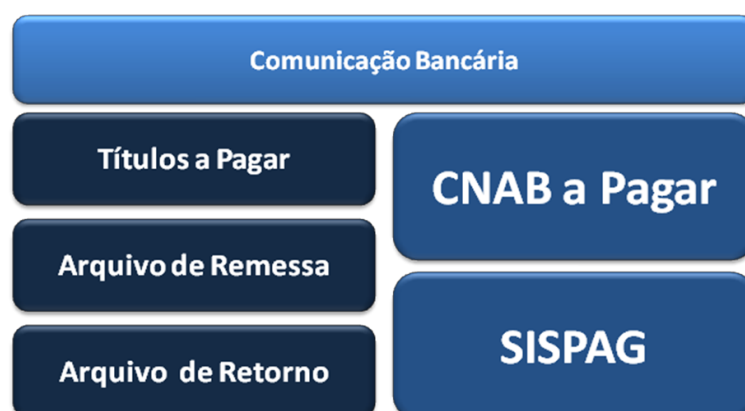 Comunicação Bancária
Títulos a Pagar
Arquivo de Remessa
Arquivo de Retorno
CNAB a Pagar
SISPAG